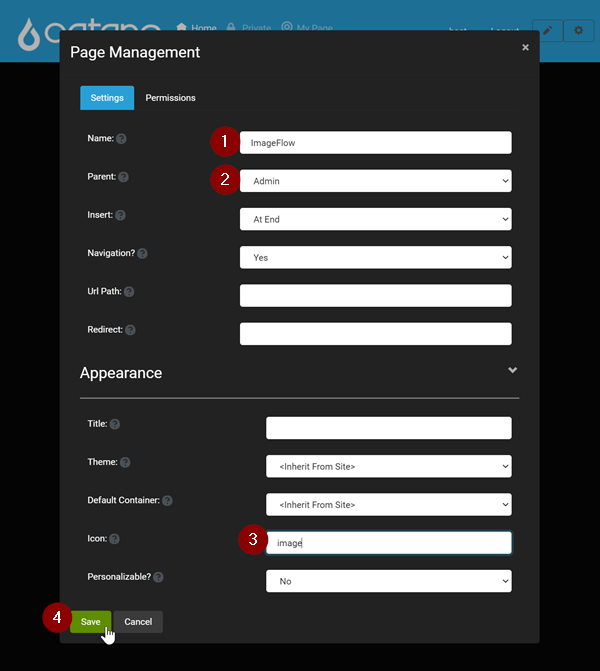 oqtane Home Private My Page
Page Management ×
Settings Permissions
Name: ? 1 ImageFlow
Parent: ? 2 Admin
Insert: ? At End
Navigation? ? Yes
Url Path: ?
Redirect: ?
Appearance
Title: ?
Theme: ? <Inherit From Site>
Default Container: ? <Inherit From Site>
Icon: ? 3 image
Personalizable? ? No
4 Save Cancel